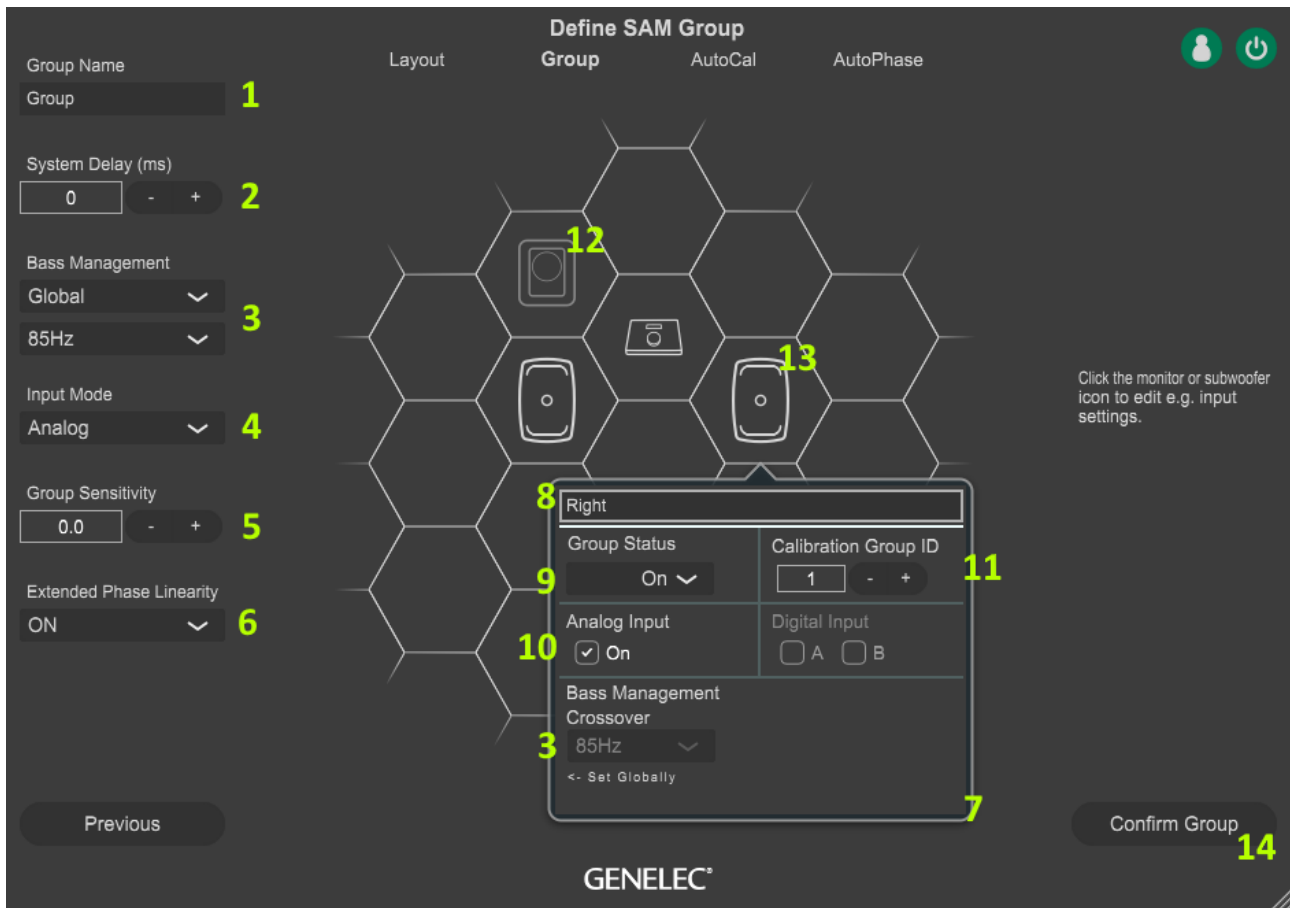 Define SAM Group
Layout Group AutoCal AutoPhase
Group Name
Group 1
System Delay (ms)
0 - + 2
Bass Management
Global
85Hz
3
Input Mode
Analog 4
Group Sensitivity
0.0 - + 5
Extended Phase Linearity
ON 6
12
13
Click the monitor or subwoofer
icon to edit e.g. input
settings.
8 Right
Group Status
9 On
Calibration Group ID
1 - + 11
Analog Input
10 On
Digital Input
A B
Bass Management
Crossover
3 85Hz
<- Set Globally
7
Previous
Confirm Group
14
GENELEC®